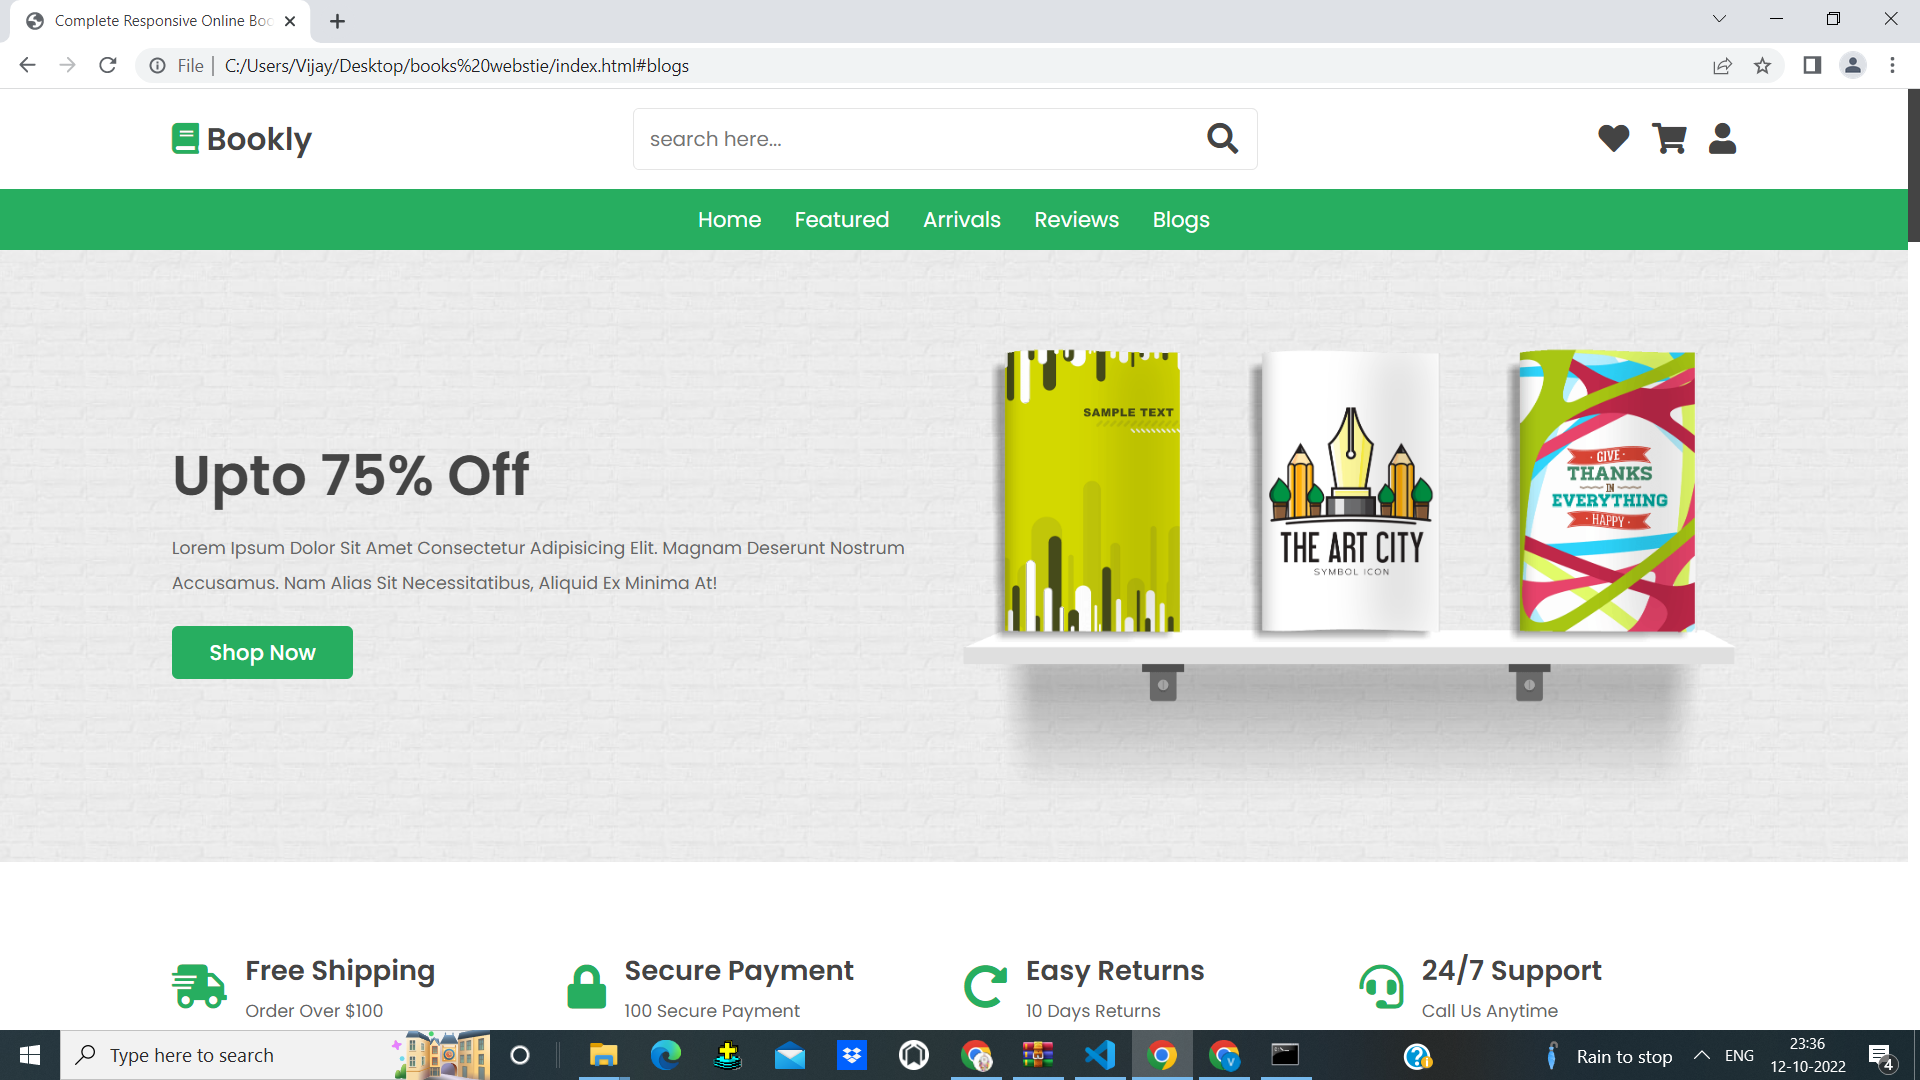 Complete Responsive Online Boo
File
C:/Users/Vijay/Desktop/books%20webstie/index.html#blogs
Bookly
search here...
Home Featured Arrivals Reviews Blogs
SAMPLE TEXT
THE ART CITY
SYMBOL ICON
· GIVE ·
THANKS
IN
EVERYTHING
· HAPPY ·
Upto 75% Off
Lorem Ipsum Dolor Sit Amet Consectetur Adipisicing Elit. Magnam Deserunt Nostrum
Accusamus. Nam Alias Sit Necessitatibus, Aliquid Ex Minima At!
Shop Now
Free Shipping
Order Over $100
Secure Payment
100 Secure Payment
Easy Returns
10 Days Returns
24/7 Support
Call Us Anytime
Type here to search
V
Rain to stop
ENG
23:36
12-10-2022
4